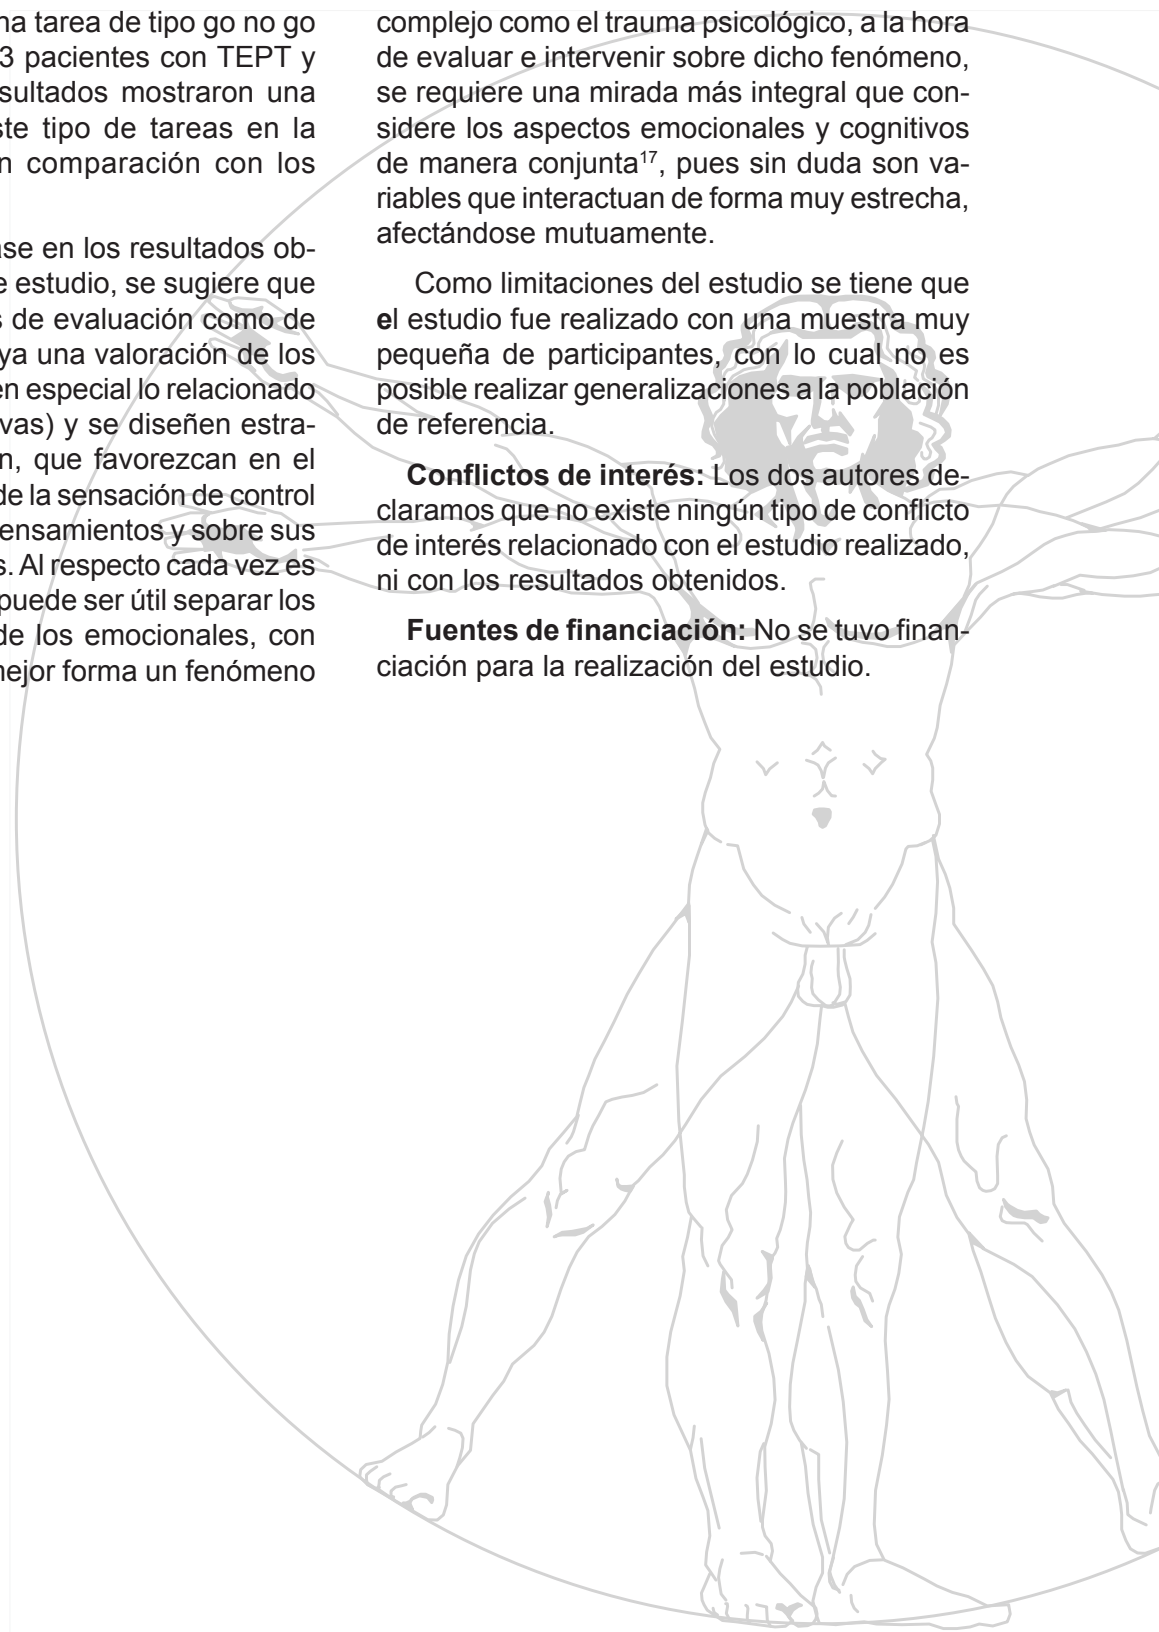 na tarea de tipo go no go
3 pacientes con TEPT y
sultados mostraron una
ste tipo de tareas en la
n comparación con los
ase en los resultados ob-
e estudio, se sugiere que
s de evaluación como de
ya una valoración de los
en especial lo relacionado
vas) y se diseñen estra-
n, que favorezcan en el
de la sensación de control
ensamientos y sobre sus
s. Al respecto cada vez es
puede ser útil separar los
de los emocionales, con
mejor forma un fenómeno
complejo como el trauma psicológico, a la hora
de evaluar e intervenir sobre dicho fenómeno,
se requiere una mirada más integral que con-
sidere los aspectos emocionales y cognitivos
de manera conjunta17, pues sin duda son va-
riables que interactuan de forma muy estrecha,
afectándose mutuamente.
Como limitaciones del estudio se tiene que
el estudio fue realizado con una muestra muy
pequeña de participantes, con lo cual no es
posible realizar generalizaciones a la población
de referencia.
Conflictos de interés: Los dos autores de-
claramos que no existe ningún tipo de conflicto
de interés relacionado con el estudio realizado,
ni con los resultados obtenidos.
Fuentes de financiación: No se tuvo finan-
ciación para la realización del estudio.